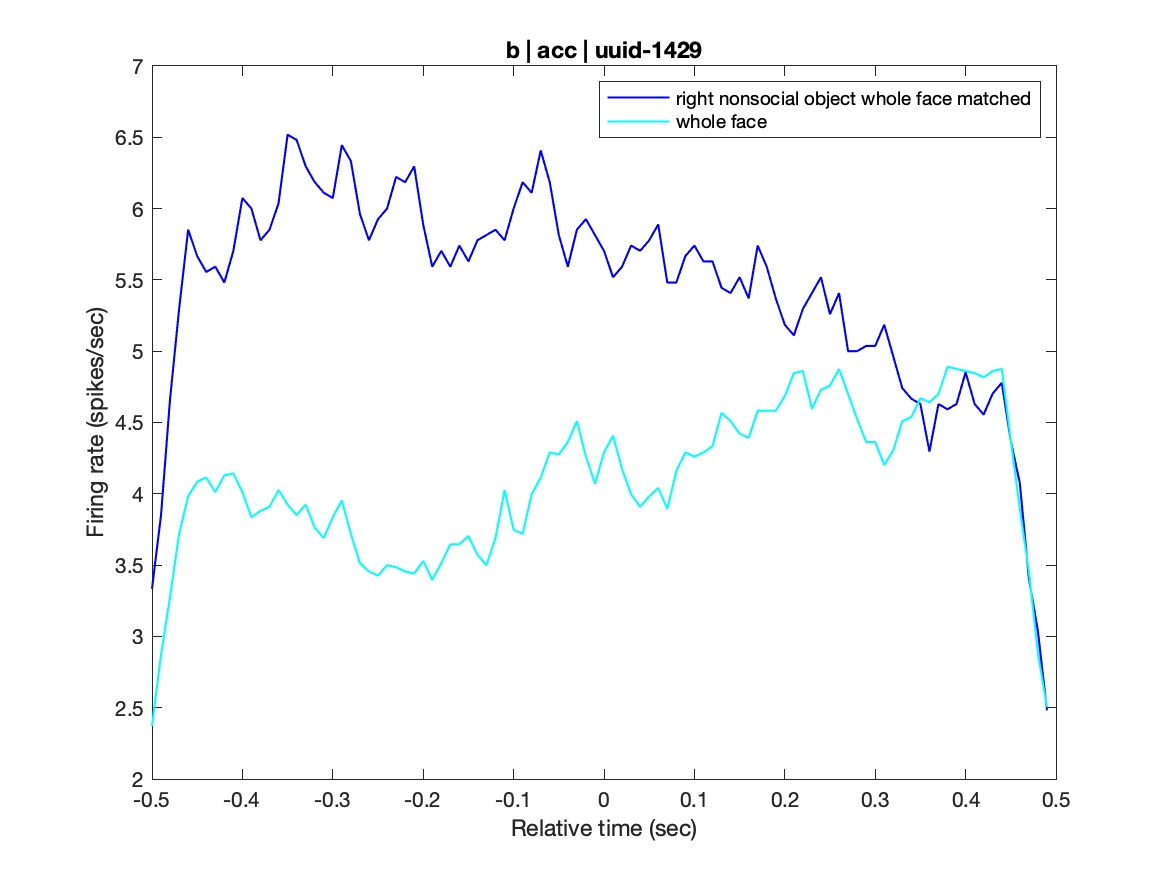 b | acc | uuid-1429
right nonsocial object whole face matched
whole face
Firing rate (spikes/sec)
7
6.5
6
5.5
5
4.5
4
3.5
3
2.5
2
-0.5 -0.4 -0.3 -0.2 -0.1 0 0.1 0.2 0.3 0.4 0.5
Relative time (sec)